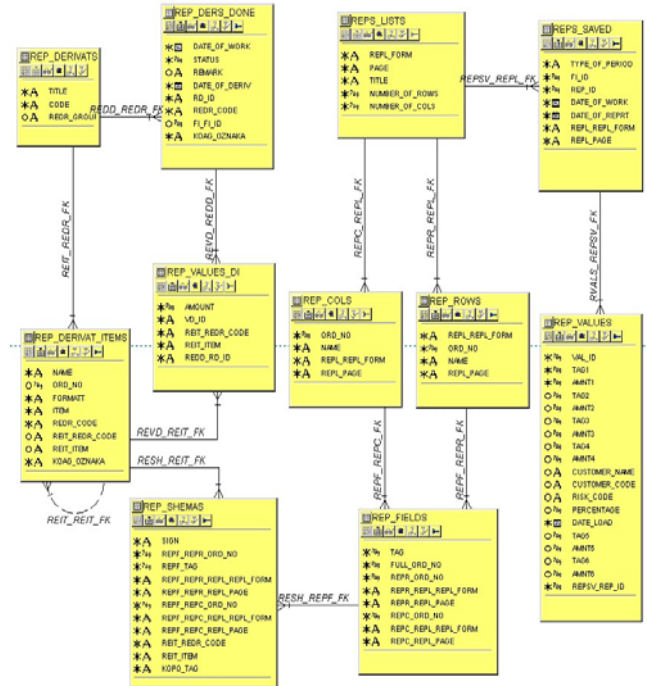 REP_DERIVATS
TITLE
CODE
REDR_GROUI
REDD_REDR_FK
REP_DERS_DONE
DATE_OF_WORK
STATUS
REMARK
DATE_OF_DERIV
RD_ID
REDR_CODE
FI_FI_ID
KOAG_OZNAKA
REPS_LISTS
REPL_FORM
PAGE
TITLE
NUMBER_OF_ROWS
NUMBER_OF_COLS
REPSV_REPL_FK
REPS_SAVED
TYPE_OF_PERIOD
FI_ID
REP_ID
DATE_OF_WORK
DATE_OF_REPRT
REPL_REPL_FORM
REPL_PAGE
REIT_REDR_FK
REVD_REDD_FK
REPC_REPL_FK
REPR_REPL_FK
RVALS_REPSV_FK
REP_VALUES_DI
AMOUNT
VD_ID
REIT_REDR_CODE
REIT_ITEM
REDD_RD_ID
REP_COLS
ORD_NO
NAME
REPL_REPL_FORM
REPL_PAGE
REP_ROWS
REPL_REPL_FORM
ORD_NO
NAME
REPL_PAGE
REP_DERIVAT_ITEMS
NAME
ORD_NO
FORMATT
ITEM
REDR_CODE
REIT_REDR_CODE
REIT_ITEM
KOAG_OZNAKA
REVD_REIT_FK
RESH_REIT_FK
REIT_REIT_FK
REPF_REPC_FK
REPF_REPR_FK
REP_VALUES
VAL_ID
TAG1
AMNT1
TAG2
AMNT2
TAG3
AMNT3
TAG4
AMNT4
CUSTOMER_NAME
CUSTOMER_CODE
RISK_CODE
PERCENTAGE
DATE_LOAD
TAG5
AMNT5
TAG6
AMNT6
REPSV_REP_ID
REP_SHEMAS
SIGN
REPF_REPR_ORD_NO
REPF_TAG
REPF_REPR_REPL_REPL_FORM
REPF_REPR_REPL_PAGE
REPF_REPC_ORD_NO
REPF_REPC_REPL_REPL_FORM
REPF_REPC_REPL_PAGE
REIT_REDR_CODE
REIT_ITEM
KOPO_TAG
RESH_REPF_FK
REP_FIELDS
TAG
FULL_ORD_NO
REPR_ORD_NO
REPR_REPL_REPL_FORM
REPR_REPL_PAGE
REPC_ORD_NO
REPC_REPL_REPL_FORM
REPC_REPL_PAGE